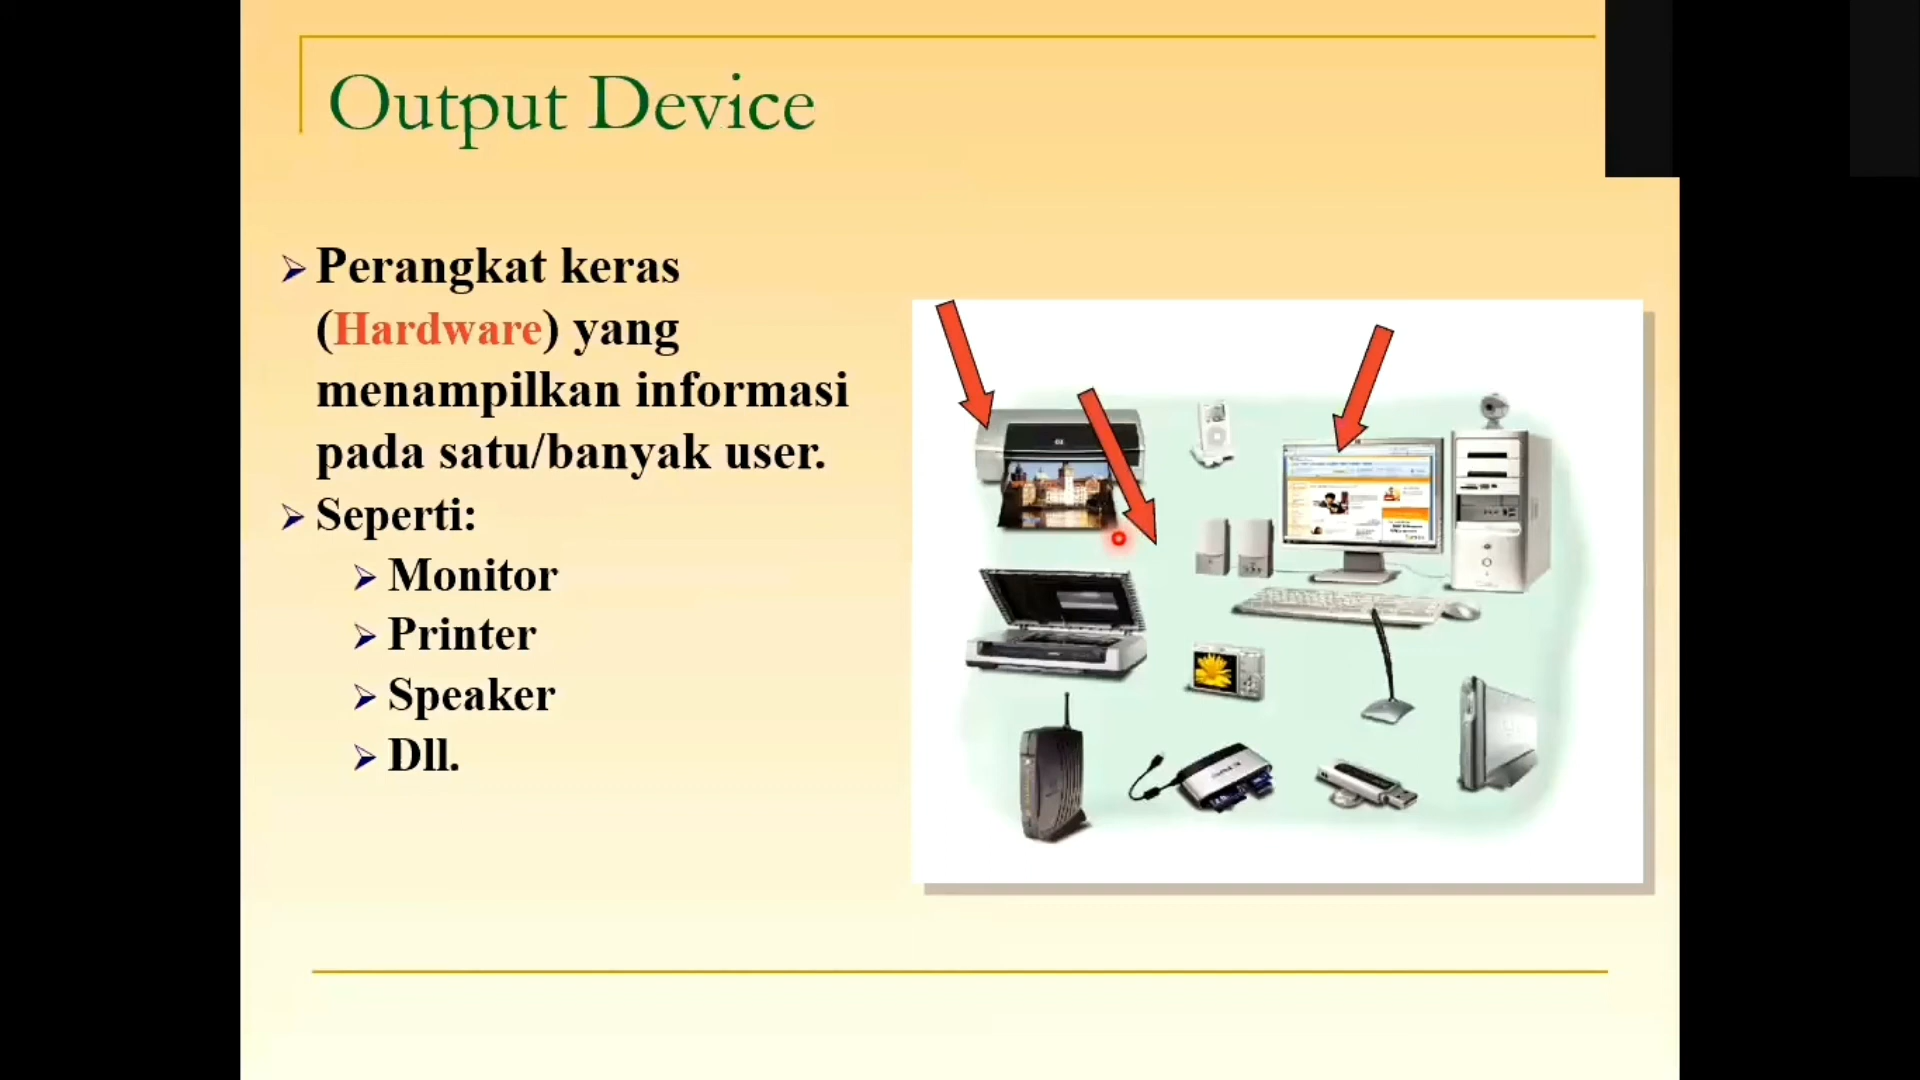 Output Device
Perangkat keras
(Hardware) yang
menampilkan informasi
pada satu/banyak user.
Seperti:
Monitor
Printer
Speaker
Dll.